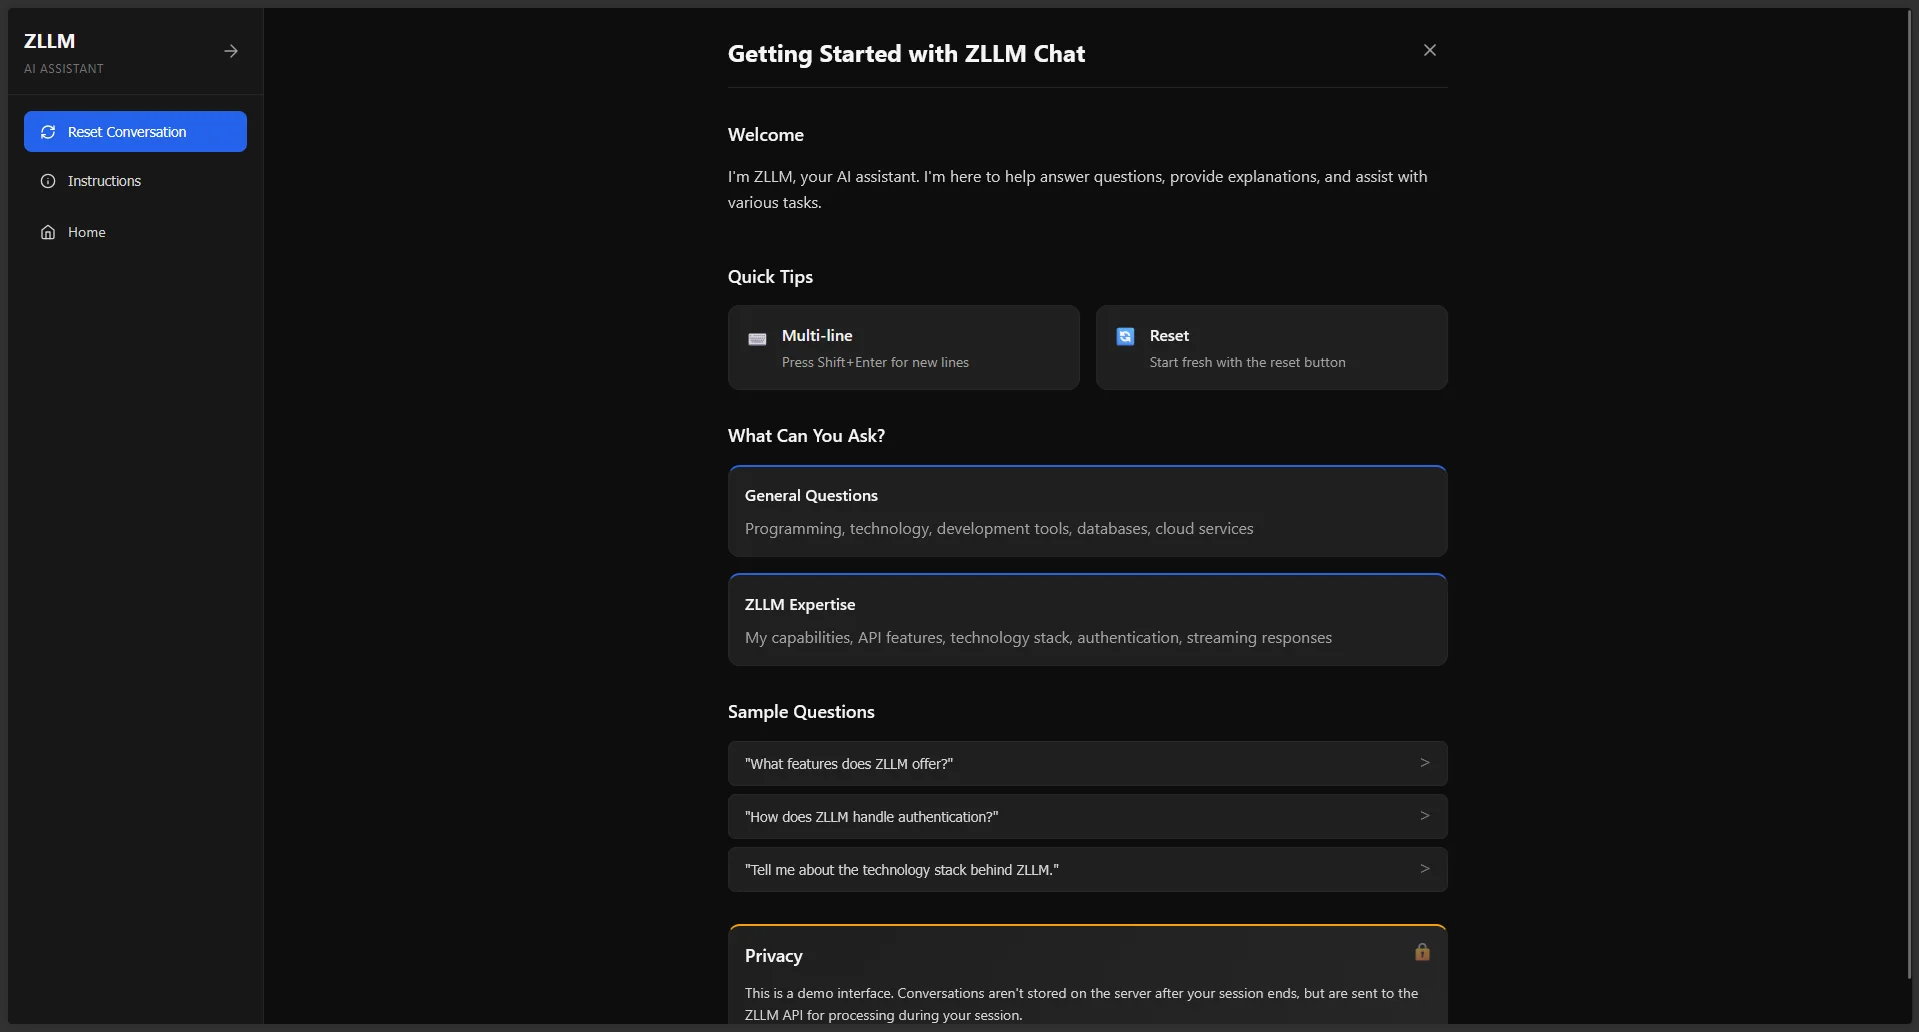 ZLLM
AI ASSISTANT
Reset Conversation
Instructions
Home
Getting Started with ZLLM Chat
Welcome
I'm ZLLM, your AI assistant. I'm here to help answer questions, provide explanations, and assist with
various tasks.
Quick Tips
Multi-line
Press Shift+Enter for new lines
Reset
Start fresh with the reset button
What Can You Ask?
General Questions
Programming, technology, development tools, databases, cloud services
ZLLM Expertise
My capabilities, API features, technology stack, authentication, streaming responses
Sample Questions
"What features does ZLLM offer?" >
"How does ZLLM handle authentication?" >
"Tell me about the technology stack behind ZLLM." >
Privacy
This is a demo interface. Conversations aren't stored on the server after your session ends, but are sent to the
ZLLM API for processing during your session.